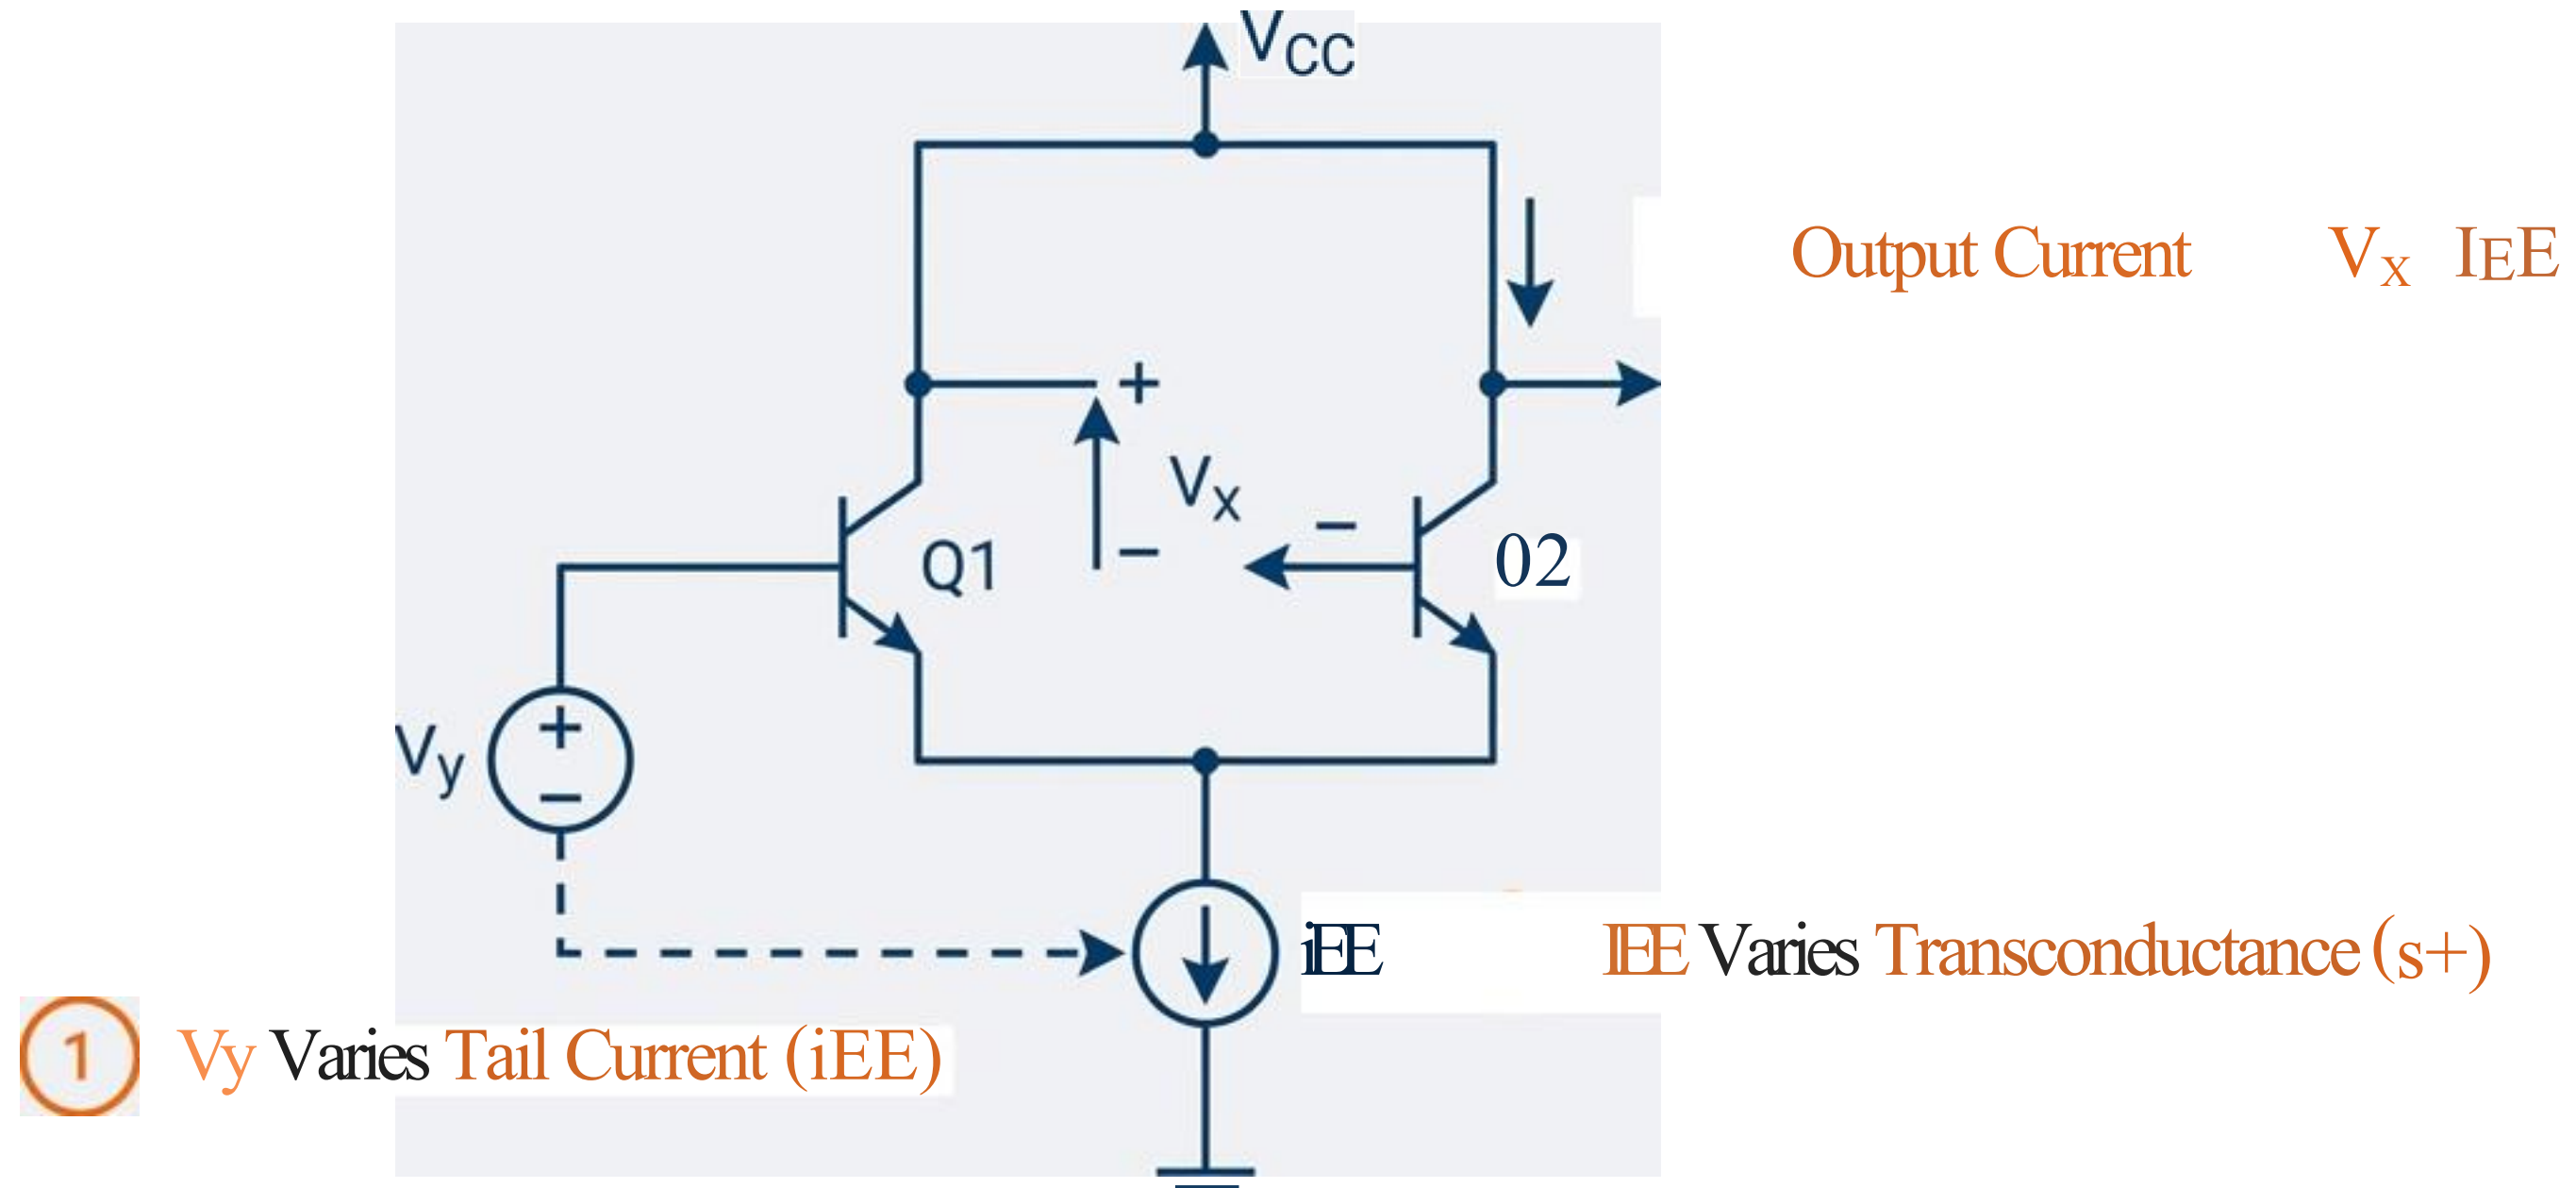 VCC
Output Current VX IEE
+
VX
−
−
Q1
02
+
Vy
−
iEE
IEE Varies Transconductance (s+)
1 Vy Varies Tail Current (iEE)